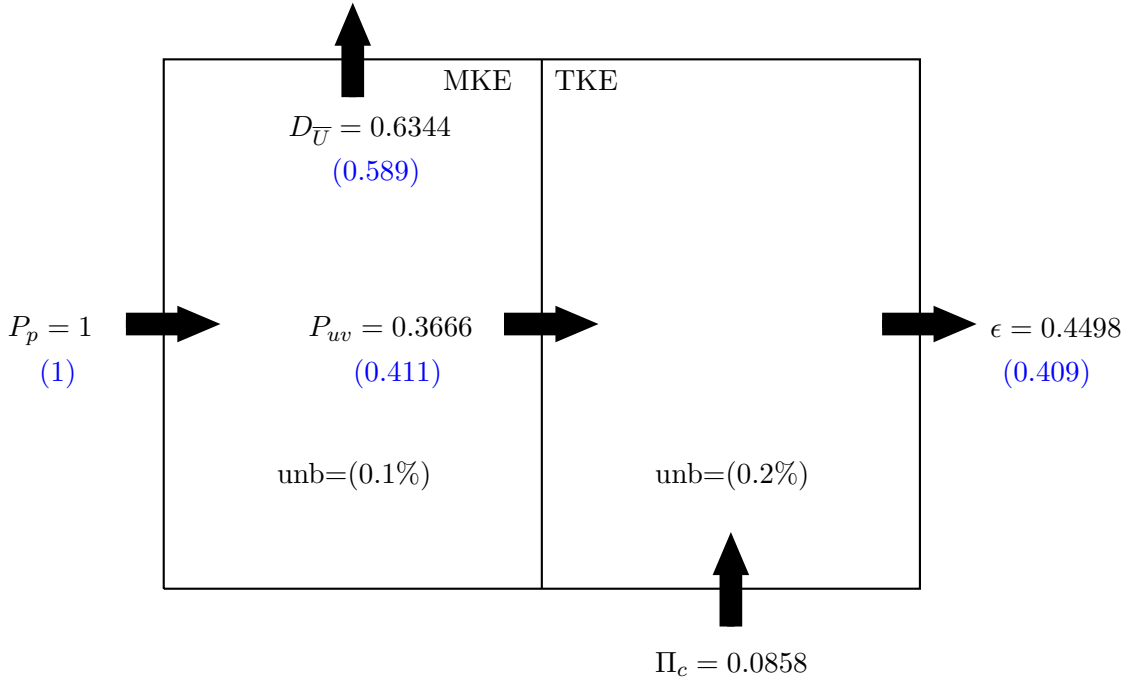 MKE
TKE
$D_{\overline{U}} = 0.6344$
(0.589)
$P_p = 1$
(1)
$P_{uv} = 0.3666$
(0.411)
$\epsilon = 0.4498$
(0.409)
unb=(0.1%)
unb=(0.2%)
$\Pi_c = 0.0858$